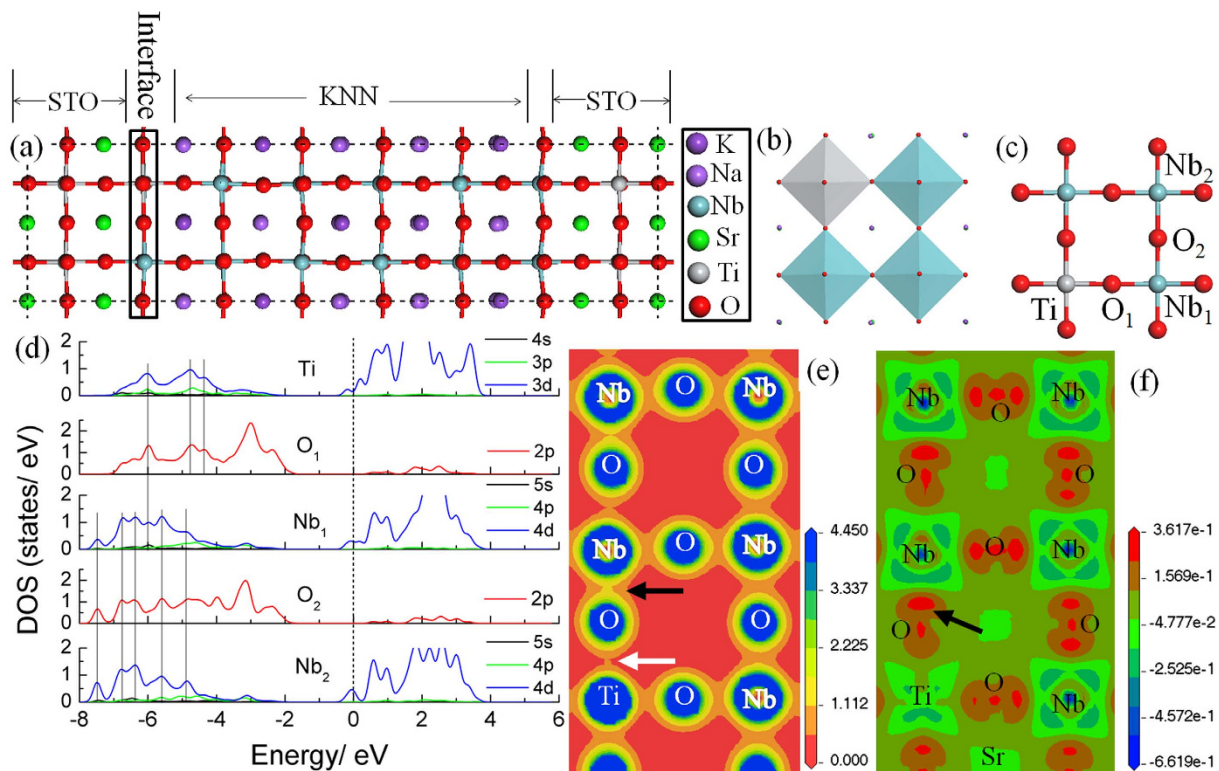 STO
Interface
KNN
STO
(a)
K
Na
Nb
Sr
Ti
O
(b)
(c)
Nb2
O2
Ti
O1
Nb1
(d)
DOS (states/ eV)
2
1
0
Ti
4s
3p
3d
2
1
0
O1
2p
2
1
0
Nb1
5s
4p
4d
2
1
0
O2
2p
2
1
0
Nb2
5s
4p
4d
-8 -6 -4 -2 0 2 4 6
Energy/ eV
(e)
Nb O Nb
O O
Nb O Nb
O O
Ti O Nb
4.450
3.337
2.225
1.112
0.000
(f)
Nb O Nb
O O
Nb O Nb
O O
Ti O Nb
Sr
3.617e-1
1.569e-1
-4.777e-2
-2.525e-1
-4.572e-1
-6.619e-1